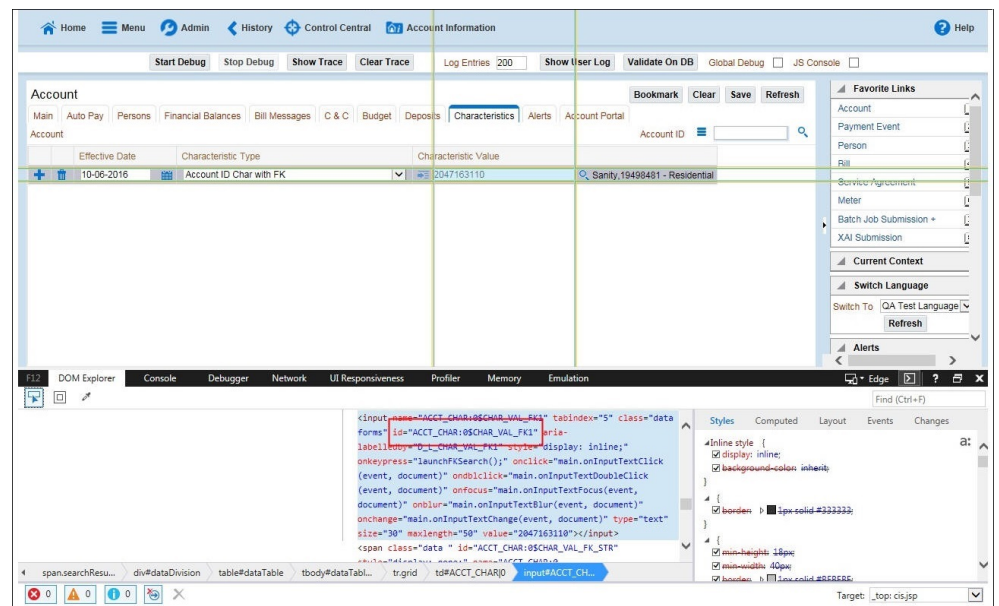 Home Menu Admin History Control Central Account Information Help
Start Debug Stop Debug Show Trace Clear Trace Log Entries 200 Show User Log Validate On DB Global Debug JS Console
Account Bookmark Clear Save Refresh
Main Auto Pay Persons Financial Balances Bill Messages C & C Budget Deposits Characteristics Alerts Account Portal
Account Account ID
Effective Date Characteristic Type Characteristic Value
10-06-2016 Account ID Char with FK 2047163110 Sanity,19498481 - Residential
Favorite Links
Account
Payment Event
Person
Bill
Service Agreement
Meter
Batch Job Submission +
XAI Submission
Current Context
Switch Language
Switch To QA Test Language
Refresh
Alerts
F12 DOM Explorer Console Debugger Network UI Responsiveness Profiler Memory Emulation Edge ?
Find (Ctrl+F)
<input name="ACCT_CHAR:0$CHAR_VAL_FK1" tabindex="5" class="data
forms" id="ACCT_CHAR:0$CHAR_VAL_FK1" aria-
labelledby="D_L_CHAR_VAL_FK1" style="display: inline;"
onkeypress="launchFKSearch();" onclick="main.onInputTextClick
(event, document)" ondblclick="main.onInputTextDoubleClick
(event, document)" onfocus="main.onInputTextFocus(event,
document)" onblur="main.onInputTextBlur(event, document)"
onchange="main.onInputTextChange(event, document)" type="text"
size="30" maxlength="50" value="2047163110"></input>
<span class="data " id="ACCT_CHAR:0$CHAR_VAL_FK_STR"
style="display: none;" name="ACCT_CHAR:0
Styles Computed Layout Events Changes
Inline style { a:
display: inline;
background-color: inherit;
}
{
border: 1px solid #333333;
}
{
min-height: 18px;
min-width: 40px;
border: 1px solid #BEBEBE;
span.searchResu... div#dataDivision table#dataTable tbody#dataTabl... tr.grid td#ACCT_CHAR|0 input#ACCT_CH...
0 0 0 Target: _top: cis.jsp